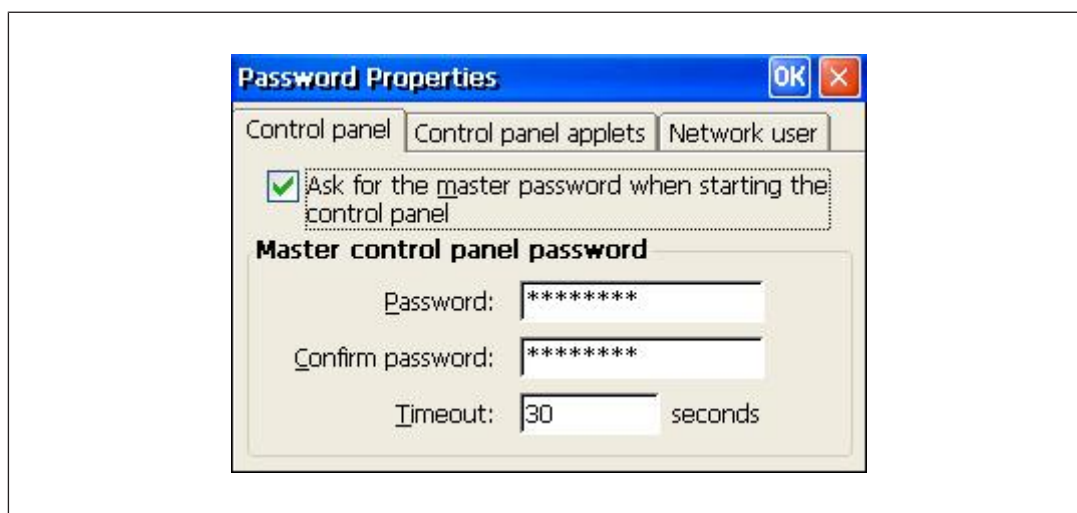 Password Properties OK
Control panel Control panel applets Network user
Ask for the master password when starting the
control panel
Master control panel password
Password: ********
Confirm password: ********
Timeout: 30 seconds